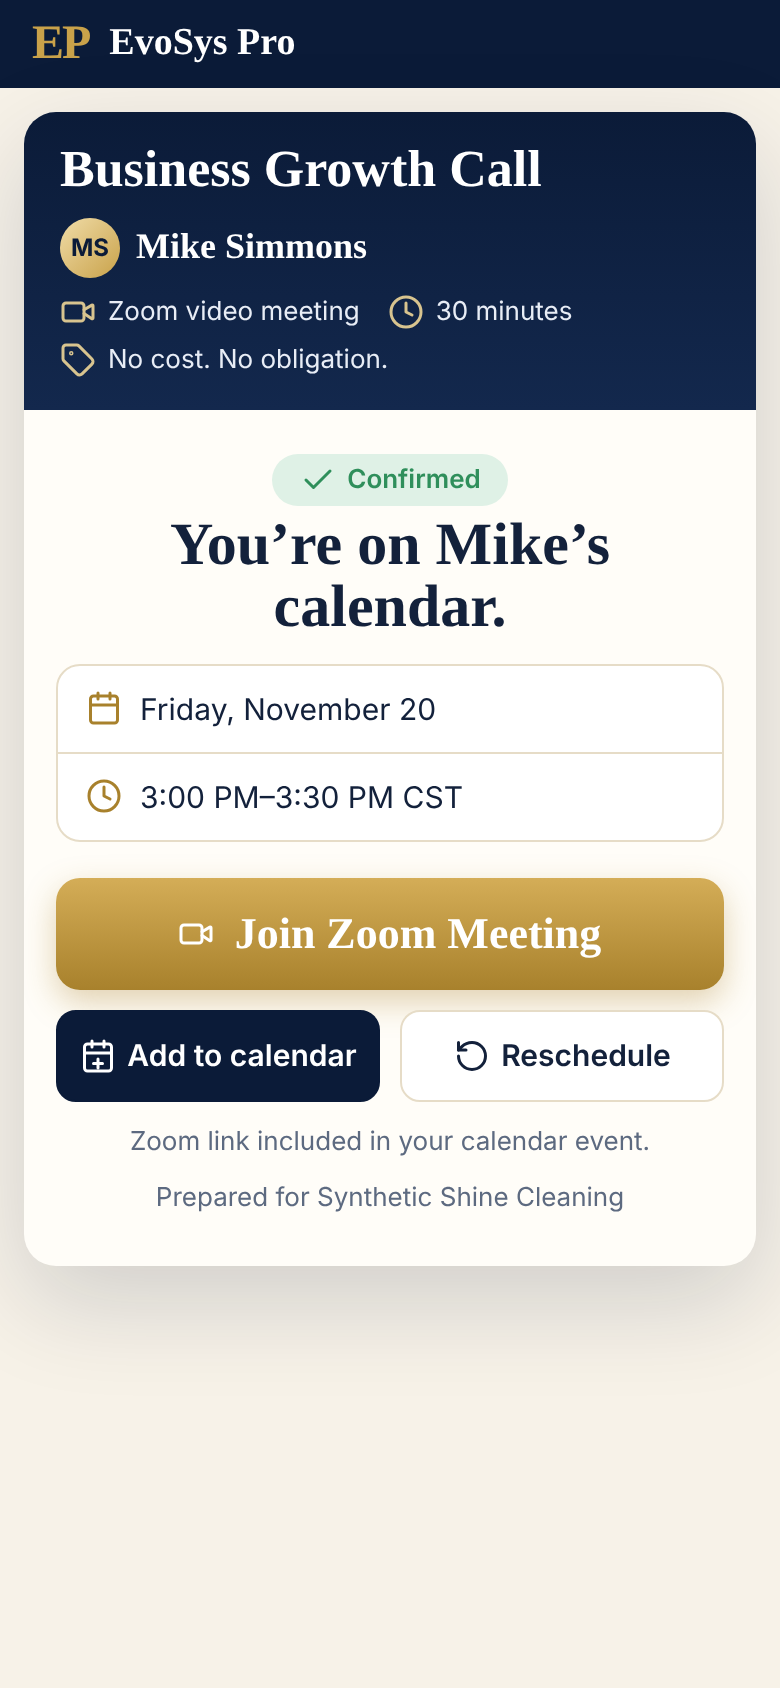 EP EvoSys Pro
Business Growth Call
MS Mike Simmons
Zoom video meeting 30 minutes
No cost. No obligation.
Confirmed
You’re on Mike’s
calendar.
Friday, November 20
3:00 PM–3:30 PM CST
Join Zoom Meeting
Add to calendar Reschedule
Zoom link included in your calendar event.
Prepared for Synthetic Shine Cleaning